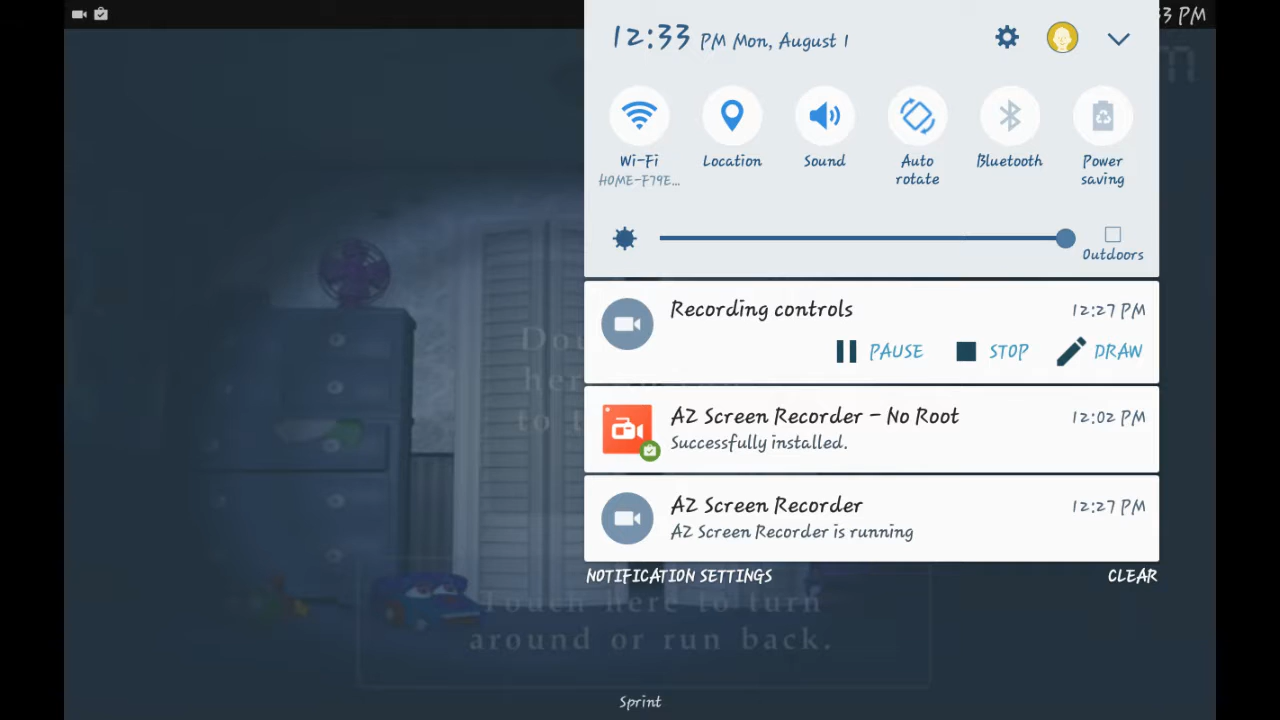 33 PM
12:33 PM Mon, August 1
Wi-Fi
HOME-F79E...
Location
Sound
Auto
rotate
Bluetooth
Power
saving
Outdoors
Recording controls 12:27 PM
PAUSE STOP DRAW
AZ Screen Recorder - No Root 12:02 PM
Successfully installed.
AZ Screen Recorder 12:27 PM
AZ Screen Recorder is running
NOTIFICATION SETTINGS CLEAR
Touch here to turn
around or run back.
Sprint